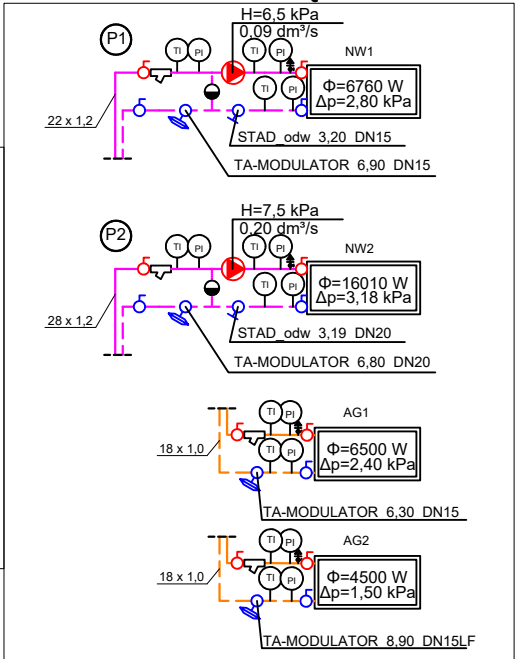 P1
H=6,5 kPa
0,09 dm³/s
TI PI TI PI
NW1
Φ=6760 W
Δp=2,80 kPa
TI PI
22 x 1,2
STAD_odw 3,20 DN15
TA-MODULATOR 6,90 DN15
P2
H=7,5 kPa
0,20 dm³/s
TI PI TI PI
NW2
Φ=16010 W
Δp=3,18 kPa
TI PI
28 x 1,2
STAD_odw 3,19 DN20
TA-MODULATOR 6,80 DN20
TI PI
AG1
18 x 1,0
Φ=6500 W
Δp=2,40 kPa
TI PI
TA-MODULATOR 6,30 DN15
TI PI
AG2
18 x 1,0
Φ=4500 W
Δp=1,50 kPa
TI PI
TA-MODULATOR 8,90 DN15LF